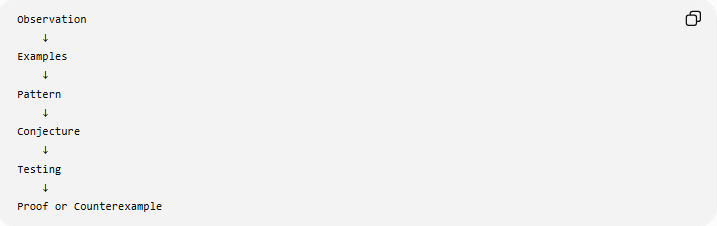 Observation
↓
Examples
↓
Pattern
↓
Conjecture
↓
Testing
↓
Proof or Counterexample